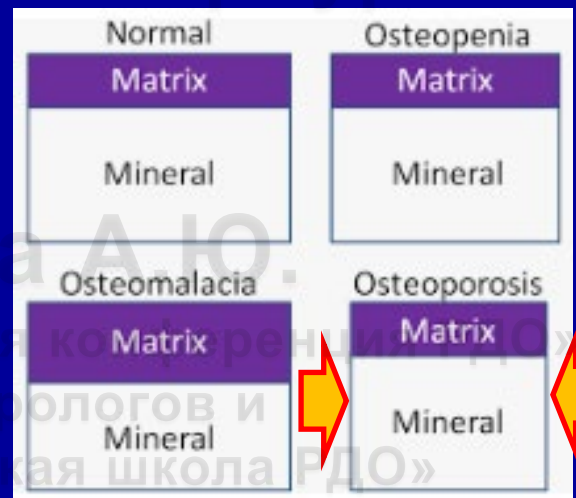 Normal
Osteopenia
Matrix
Matrix
Mineral
Mineral
а А.Ю.
Osteomalacia
Osteoporosis
Matrix
Matrix
я конференция РДО»
Mineral
Mineral
рологов и
кая школа РДО»